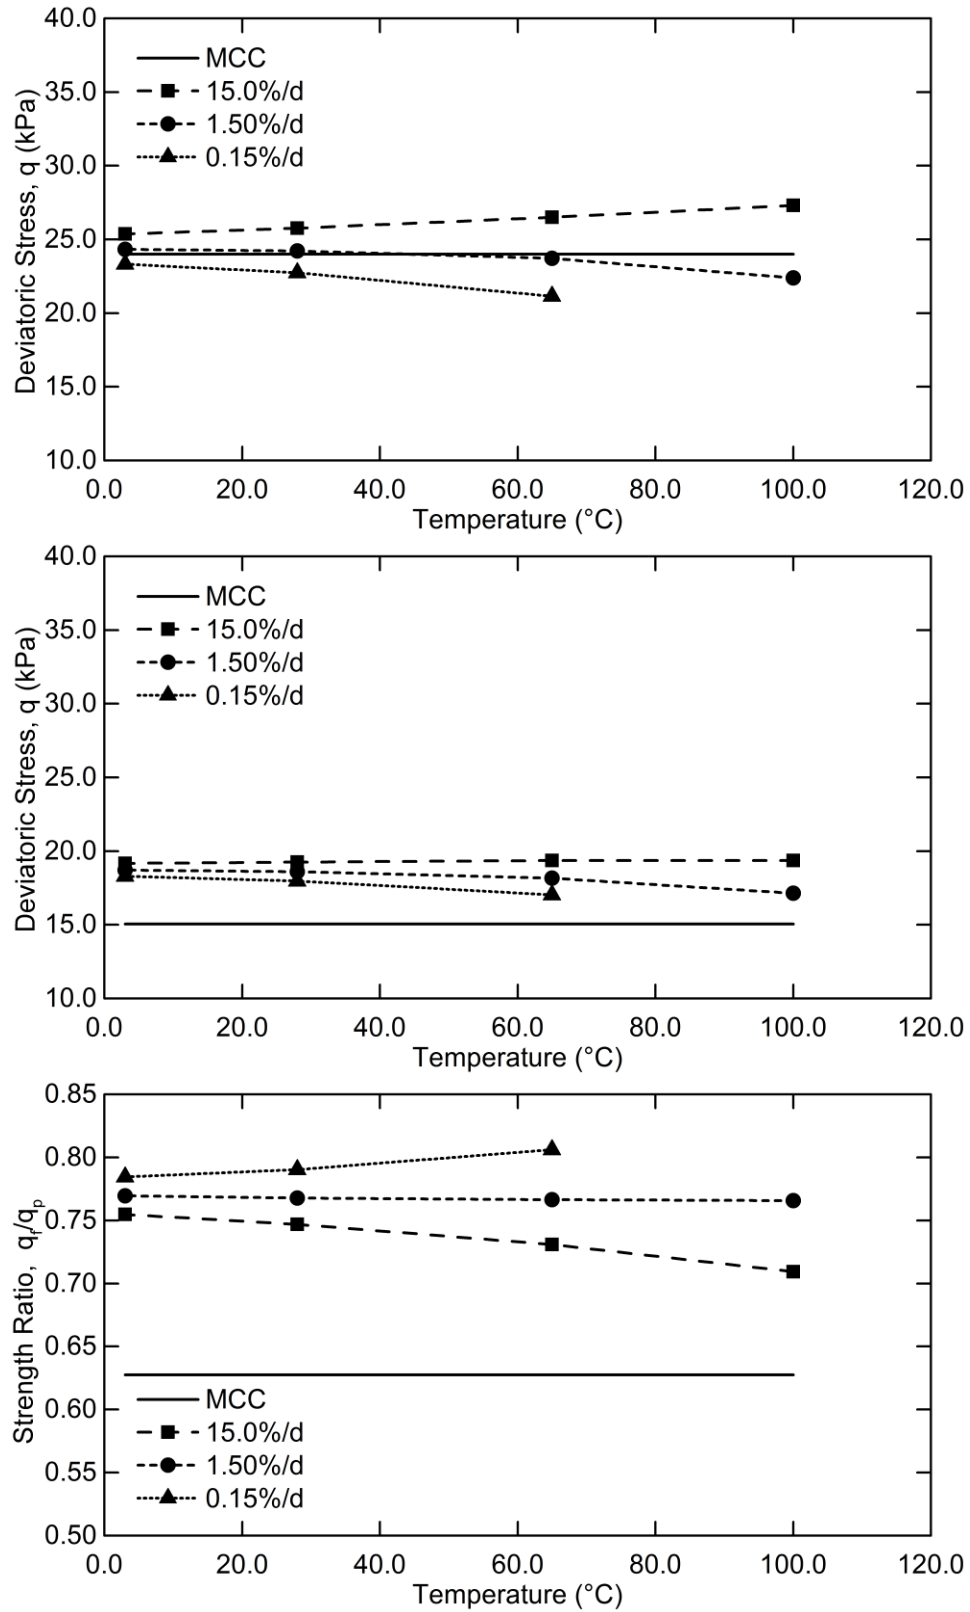 40.0
35.0
30.0
25.0
20.0
15.0
10.0
Deviatoric Stress, q (kPa)
MCC
15.0%/d
1.50%/d
0.15%/d
0.0 20.0 40.0 60.0 80.0 100.0 120.0
Temperature (°C)
40.0
35.0
30.0
25.0
20.0
15.0
10.0
Deviatoric Stress, q (kPa)
MCC
15.0%/d
1.50%/d
0.15%/d
0.0 20.0 40.0 60.0 80.0 100.0 120.0
Temperature (°C)
0.85
0.80
0.75
0.70
0.65
0.60
0.55
0.50
Strength Ratio, qf/qp
MCC
15.0%/d
1.50%/d
0.15%/d
0.0 20.0 40.0 60.0 80.0 100.0 120.0
Temperature (°C)